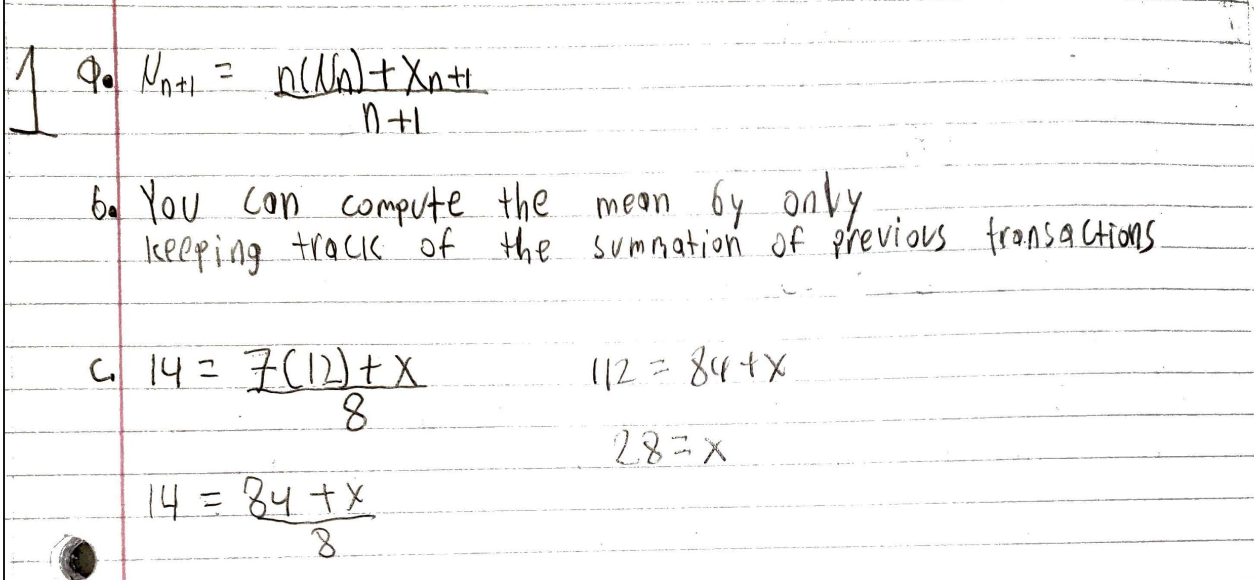 1 a. N_{n+1} = \frac{n(N_n) + X_{n+1}}{n+1}
b. You can compute the mean by only
keeping track of the summation of previous transactions
c. 14 = \frac{7(12) + x}{8}
14 = \frac{84 + x}{8}
112 = 84 + x
28 = x